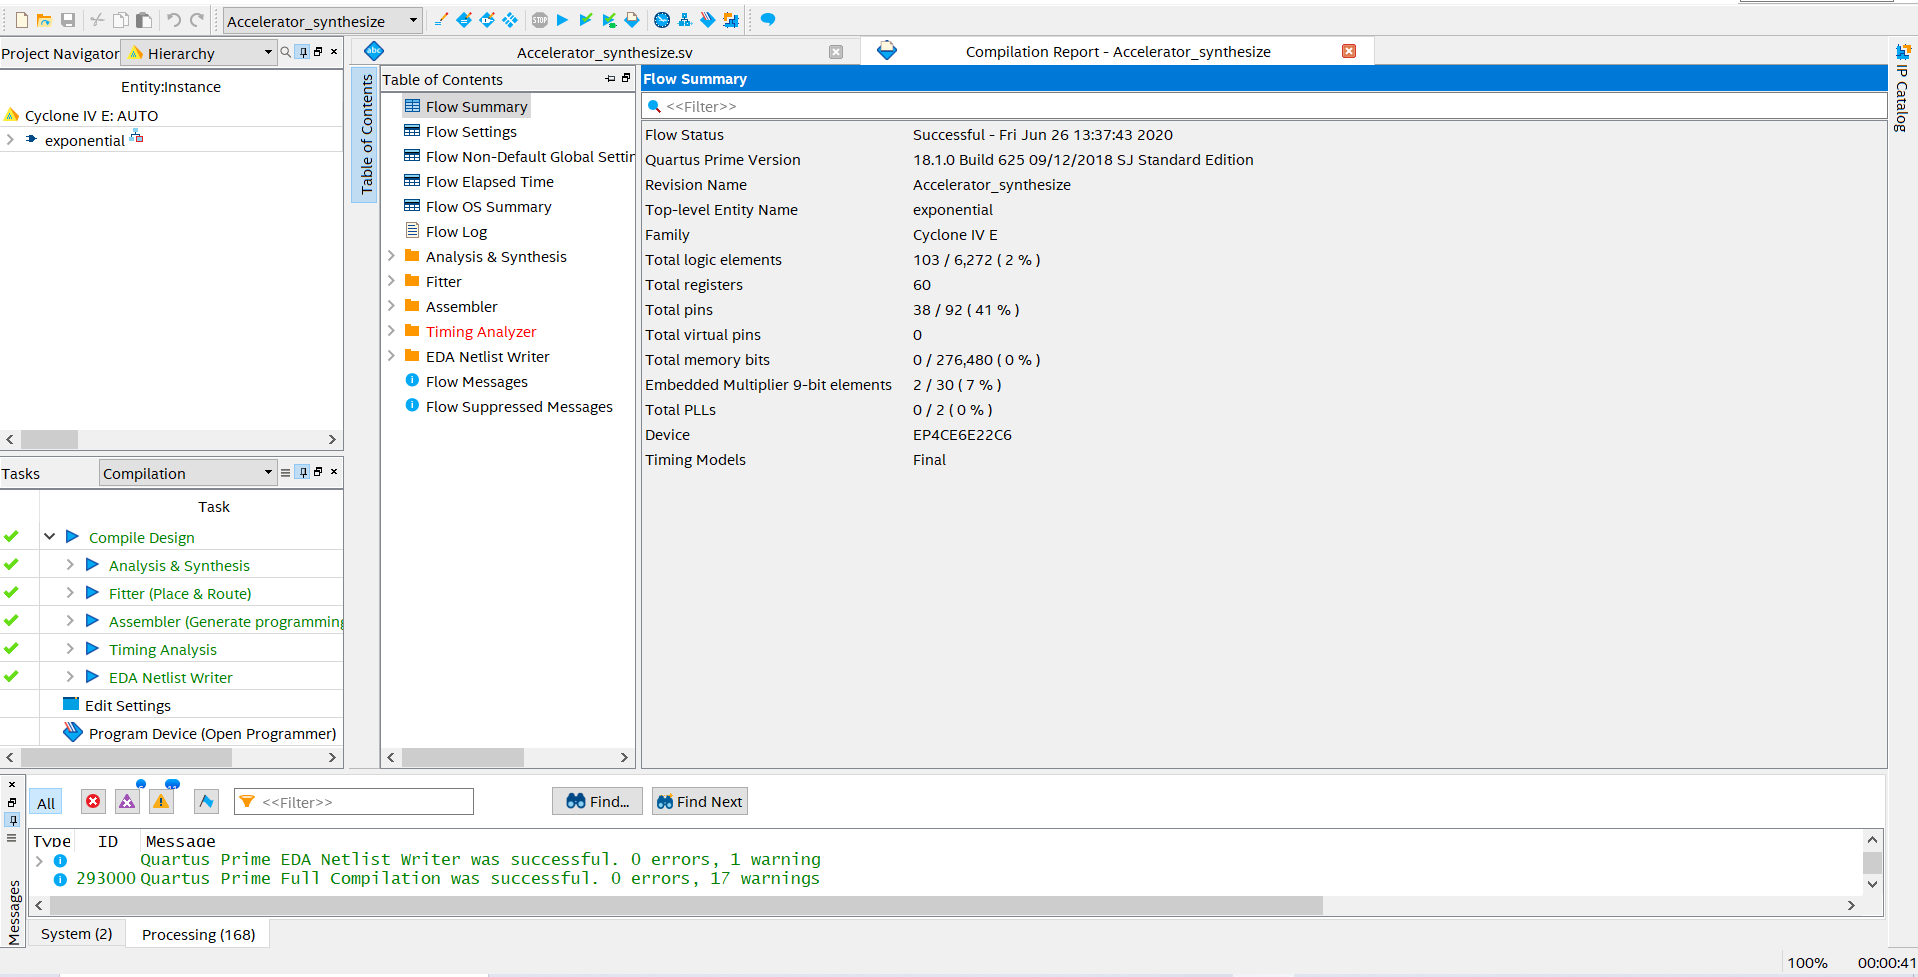 Accelerator_synthesize
Project Navigator
Hierarchy
Entity:Instance
Cyclone IV E: AUTO
exponential
Tasks
Compilation
Task
Compile Design
Analysis & Synthesis
Fitter (Place & Route)
Assembler (Generate programming
Timing Analysis
EDA Netlist Writer
Edit Settings
Program Device (Open Programmer)
abc
Accelerator_synthesize.sv
Compilation Report - Accelerator_synthesize
Table of Contents
Table of Contents
Flow Summary
Flow Settings
Flow Non-Default Global Settin
Flow Elapsed Time
Flow OS Summary
Flow Log
Analysis & Synthesis
Fitter
Assembler
Timing Analyzer
EDA Netlist Writer
Flow Messages
Flow Suppressed Messages
Flow Summary
<<Filter>>
Flow Status Successful - Fri Jun 26 13:37:43 2020
Quartus Prime Version 18.1.0 Build 625 09/12/2018 SJ Standard Edition
Revision Name Accelerator_synthesize
Top-level Entity Name exponential
Family Cyclone IV E
Total logic elements 103 / 6,272 ( 2 % )
Total registers 60
Total pins 38 / 92 ( 41 % )
Total virtual pins 0
Total memory bits 0 / 276,480 ( 0 % )
Embedded Multiplier 9-bit elements 2 / 30 ( 7 % )
Total PLLs 0 / 2 ( 0 % )
Device EP4CE6E22C6
Timing Models Final
IP Catalog
All
<<Filter>>
Find...
Find Next
Type ID Message
Quartus Prime EDA Netlist Writer was successful. 0 errors, 1 warning
293000 Quartus Prime Full Compilation was successful. 0 errors, 17 warnings
Messages
System (2)
Processing (168)
100%
00:00:41